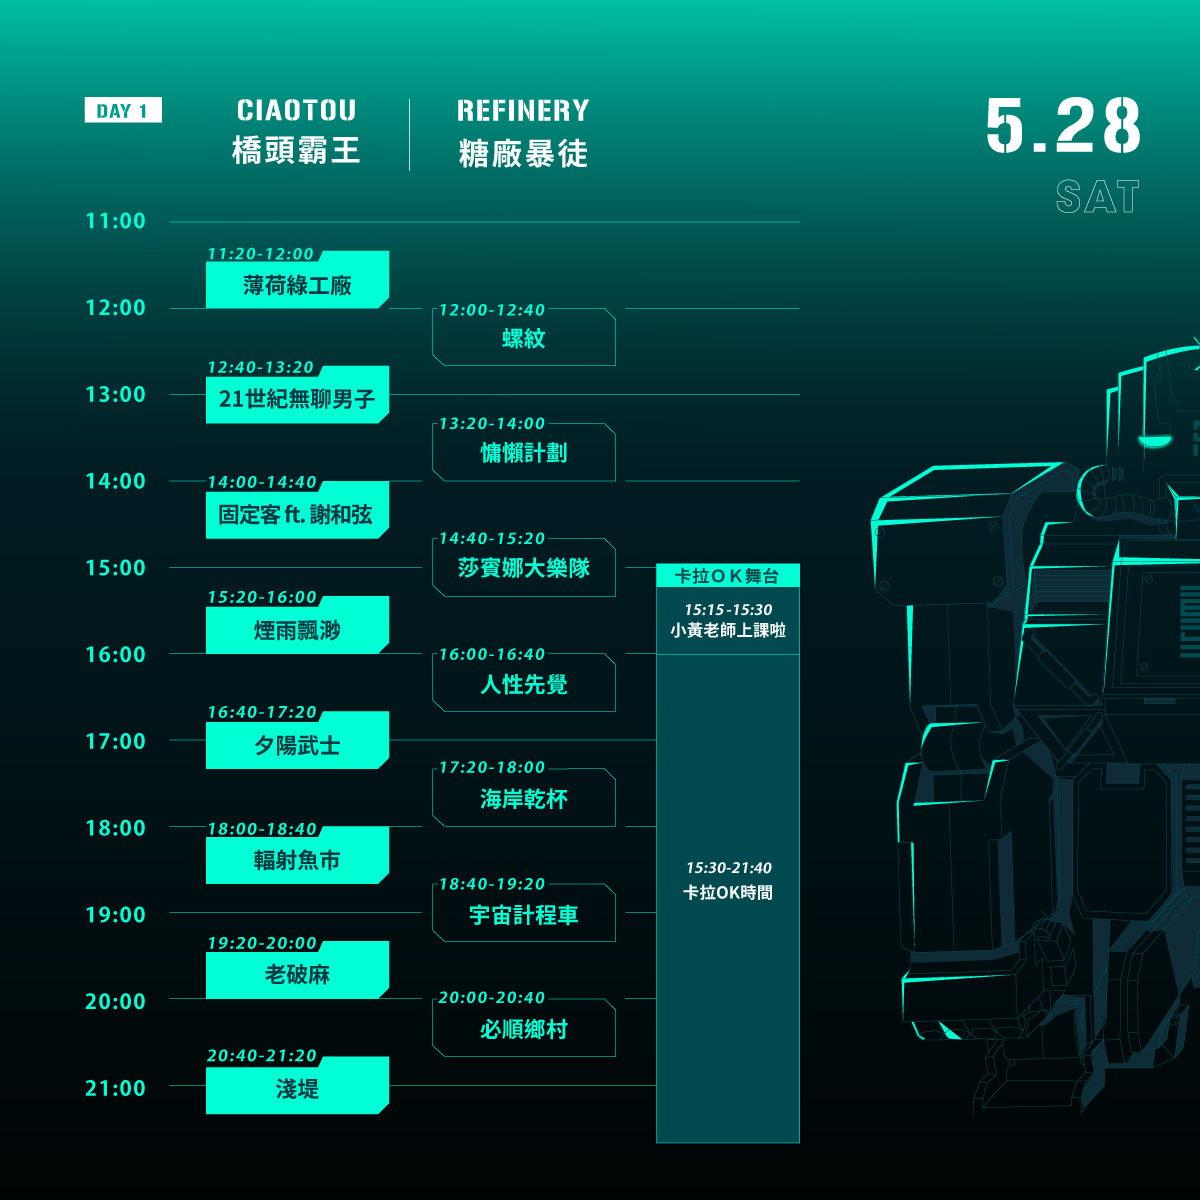 DAY 1
CIAOTOU
橋頭霸王
REFINERY
糖廠暴徒
5.28
SAT
11:00
11:20-12:00
薄荷綠工廠
12:00
12:00-12:40
螺紋
12:40-13:20
21世紀無聊男子
13:00
13:20-14:00
慵懶計劃
14:00
14:00-14:40
固定客 ft. 謝和弦
14:40-15:20
莎賓娜大樂隊
15:00
卡拉OK舞台
15:15-15:30
小黃老師上課啦
15:20-16:00
煙雨飄渺
16:00
16:00-16:40
人性先覺
16:40-17:20
夕陽武士
17:00
17:20-18:00
海岸乾杯
18:00
18:00-18:40
輻射魚市
15:30-21:40
卡拉OK時間
18:40-19:20
宇宙計程車
19:00
19:20-20:00
老破麻
20:00
20:00-20:40
必順鄉村
20:40-21:20
淺堤
21:00